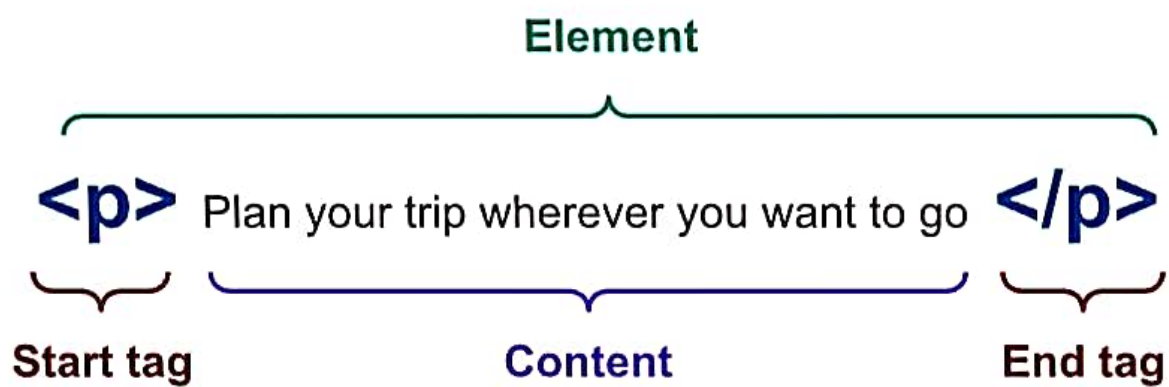 Element
<p> Plan your trip wherever you want to go </p>
Start tag Content End tag